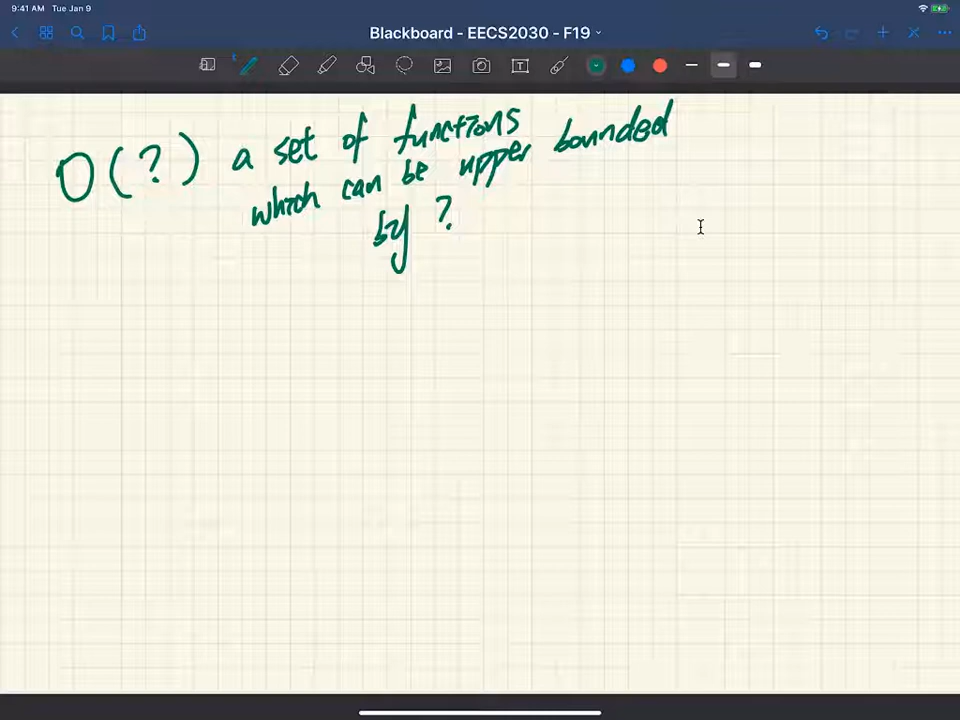 9:41 AM Tue Jan 9
Blackboard - EECS2030 - F19
O(?) a set of functions
which can be upper bounded
by ?